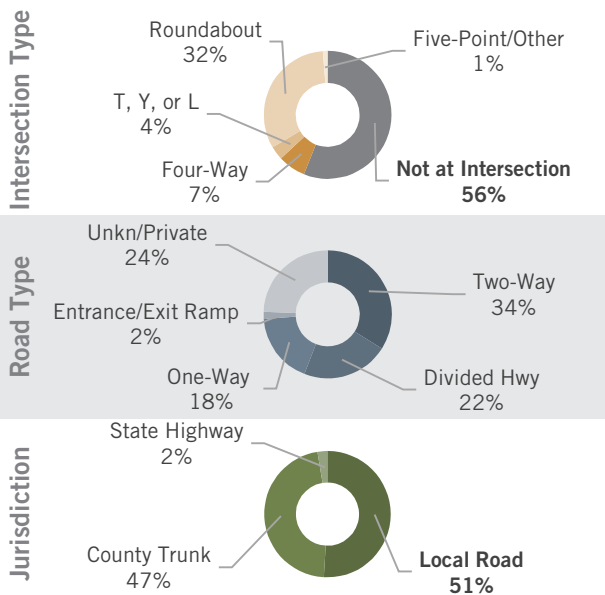 Intersection Type
Roundabout
32%
Five-Point/Other
1%
T, Y, or L
4%
Four-Way
7%
Not at Intersection
56%
Road Type
Unkn/Private
24%
Two-Way
34%
Entrance/Exit Ramp
2%
One-Way
18%
Divided Hwy
22%
Jurisdiction
State Highway
2%
County Trunk
47%
Local Road
51%